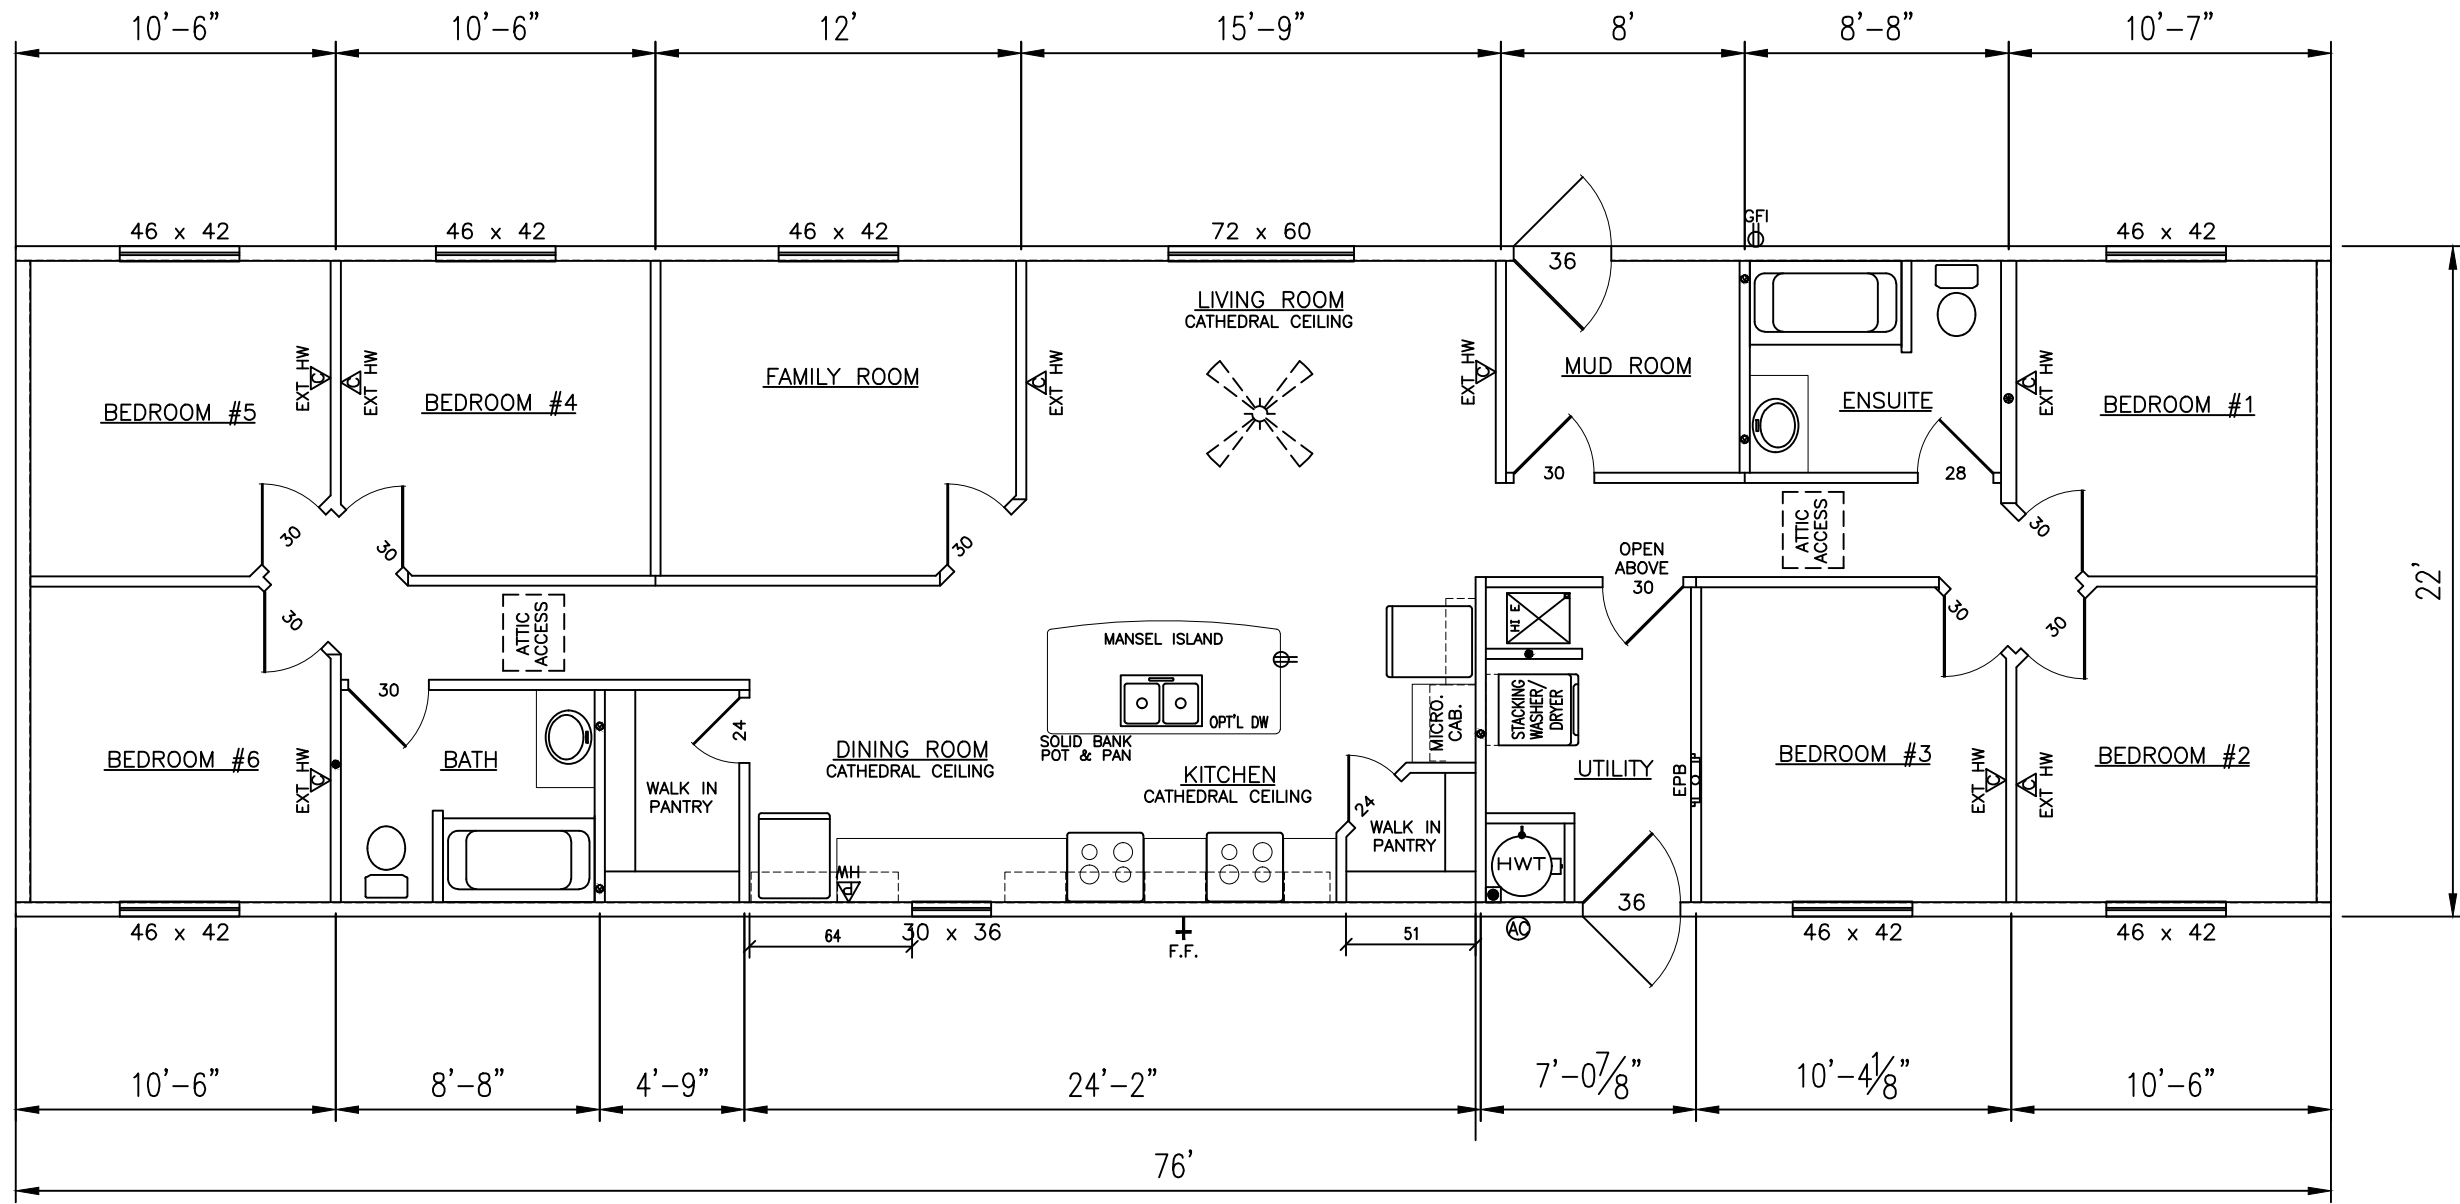 10'-6"
10'-6"
12'
15'-9"
8'
8'-8"
10'-7"
GFI
46 x 42
46 x 42
46 x 42
72 x 60
46 x 42
36
LIVING ROOM
CATHEDRAL CEILING
EXT HW
C
C
EXT HW
C
EXT HW
EXT HW
C
C
EXT HW
BEDROOM #5
BEDROOM #4
FAMILY ROOM
MUD ROOM
ENSUITE
BEDROOM #1
30
28
30
30
30
30
22'
ATTIC
ACCESS
OPEN
ABOVE
30
ATTIC
ACCESS
HI E
30
30
30
MANSEL ISLAND
30
24
OPT'L DW
SOLID BANK
POT & PAN
MICRO.
CAB.
STACKING
WASHER/
DRYER
BEDROOM #6
EXT HW
C
BATH
WALK IN
PANTRY
DINING ROOM
CATHEDRAL CEILING
KITCHEN
CATHEDRAL CEILING
UTILITY
EPB
BEDROOM #3
EXT HW
C
C
EXT HW
BEDROOM #2
24
WALK IN
PANTRY
HW
P
HWT
36
46 x 42
64
30 x 36
F.F.
51
AC
46 x 42
46 x 42
10'-6"
8'-8"
4'-9"
24'-2"
7'-0⅞"
10'-4⅛"
10'-6"
76'